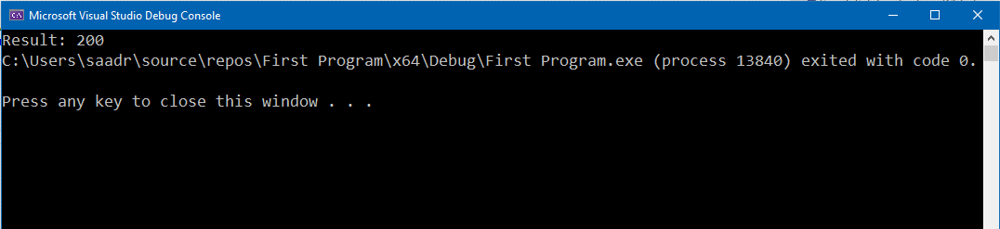 Microsoft Visual Studio Debug Console
Result: 200
C:\Users\saadr\source\repos\First Program\x64\Debug\First Program.exe (process 13840) exited with code 0.
Press any key to close this window . . .